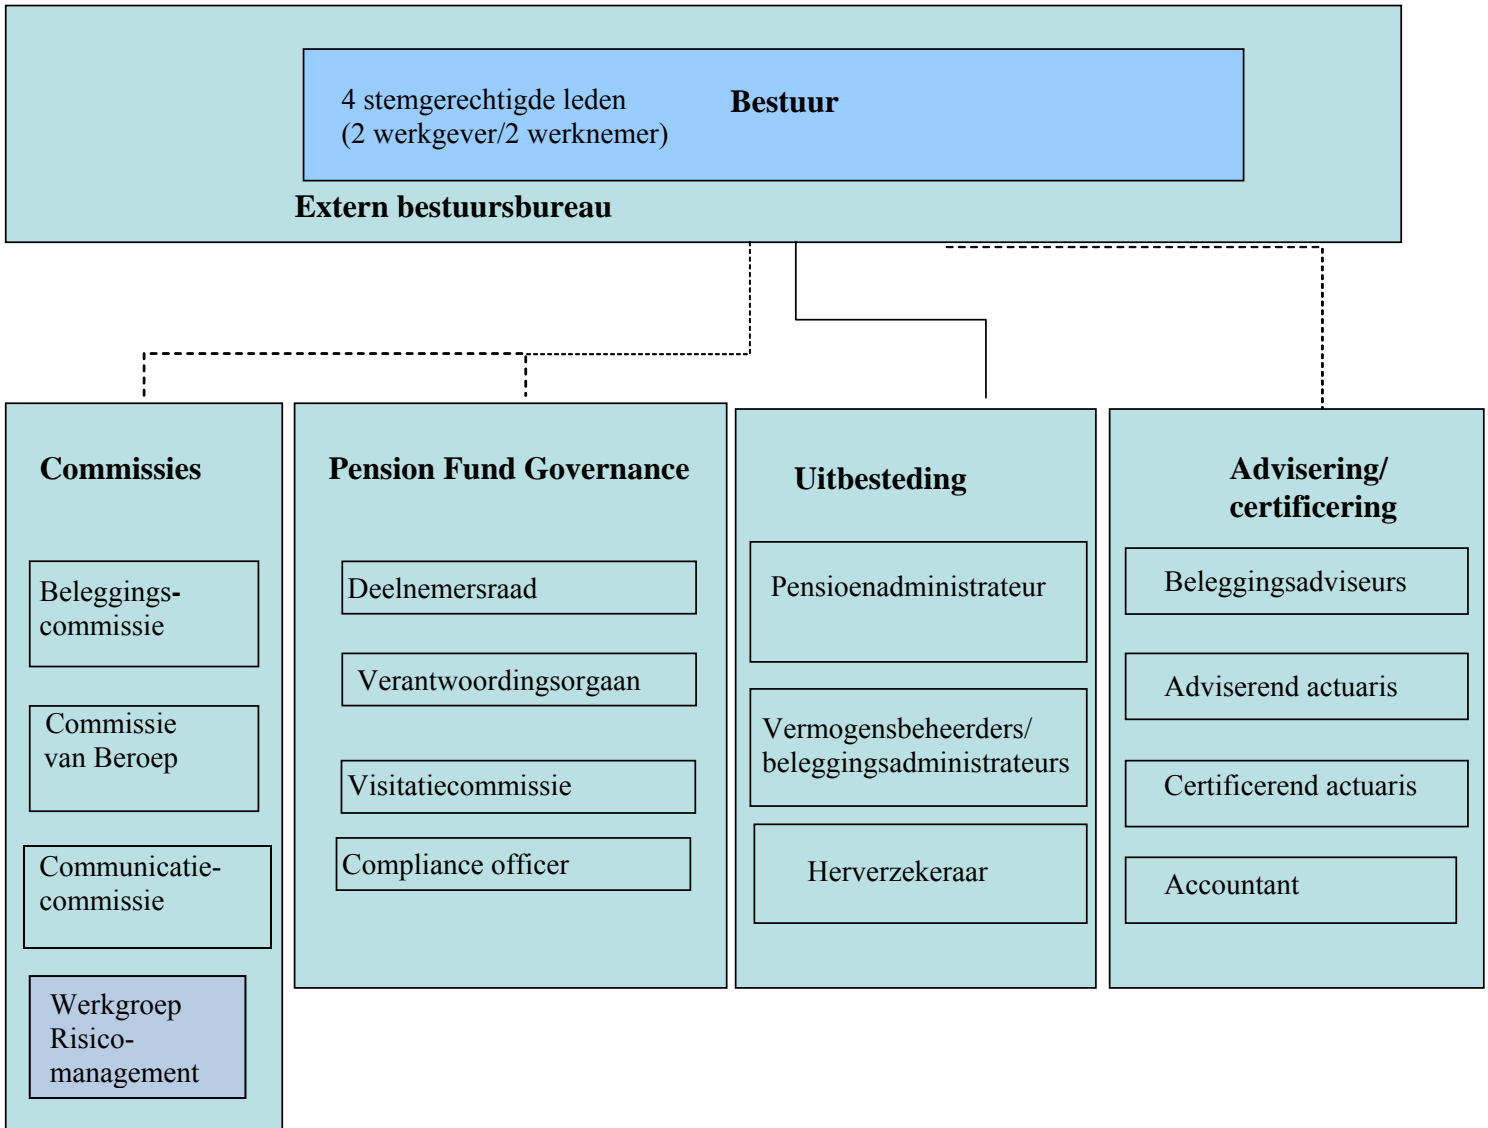 4 stemgerechtigde leden
(2 werkgever/2 werknemer)
Bestuur
Extern bestuursbureau
Commissies
Beleggings-
commissie
Commissie
van Beroep
Communicatie-
commissie
Werkgroep
Risico-
management
Pension Fund Governance
Deelnemersraad
Verantwoordingsorgaan
Visitatiecommissie
Compliance officer
Uitbesteding
Pensioenadministrateur
Vermogensbeheerders/
beleggingsadministrateurs
Herverzekeraar
Advisering/
certificering
Beleggingsadviseurs
Adviserend actuaris
Certificerend actuaris
Accountant